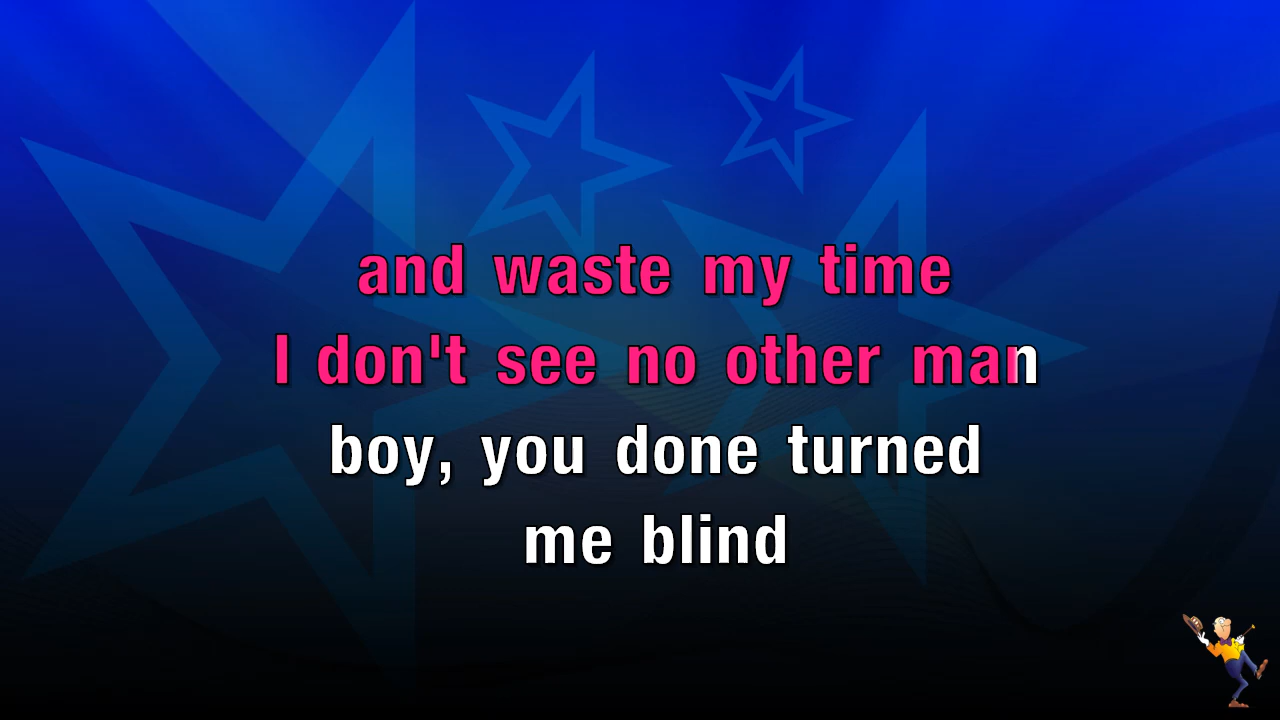 and waste my time
I don't see no other man
boy, you done turned
me blind